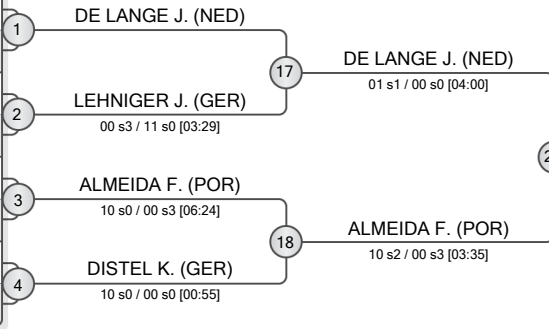 DE LANGE J. (NED)
1
17
DE LANGE J. (NED)
01 s1 / 00 s0 [04:00]
LEHNIGER J. (GER)
2
00 s3 / 11 s0 [03:29]
ALMEIDA F. (POR)
3
10 s0 / 00 s3 [06:24]
18
ALMEIDA F. (POR)
10 s2 / 00 s3 [03:35]
DISTEL K. (GER)
4
10 s0 / 00 s0 [00:55]